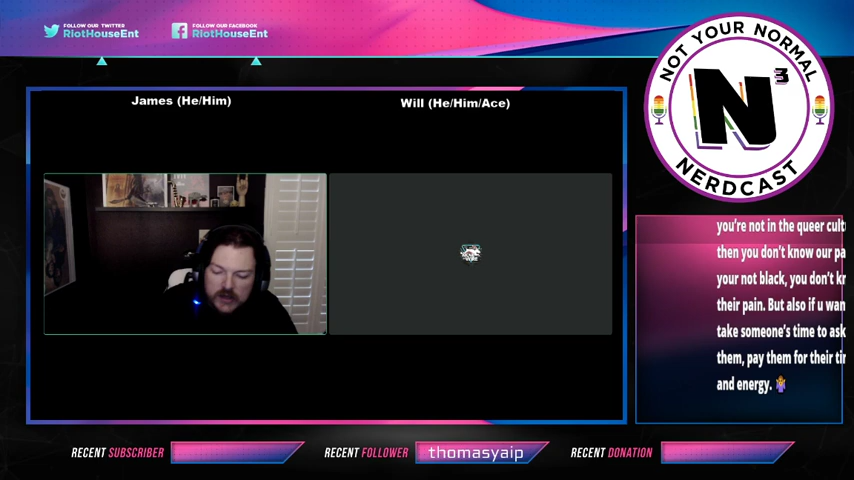 FOLLOW OUR TWITTER
RiotHouseEnt
FOLLOW OUR FACEBOOK
RiotHouseEnt
NOT YOUR NORMAL
N3
NERDCAST
James (He/Him)
Will (He/Him/Ace)
you're not in the queer cult
then you don't know our pa
your not black, you don't kn
their pain. But also if u wan
take someone's time to ask
them, pay them for their tim
and energy. 🤷🏾‍♀️
RECENT SUBSCRIBER
RECENT FOLLOWER
thomasyaip
RECENT DONATION